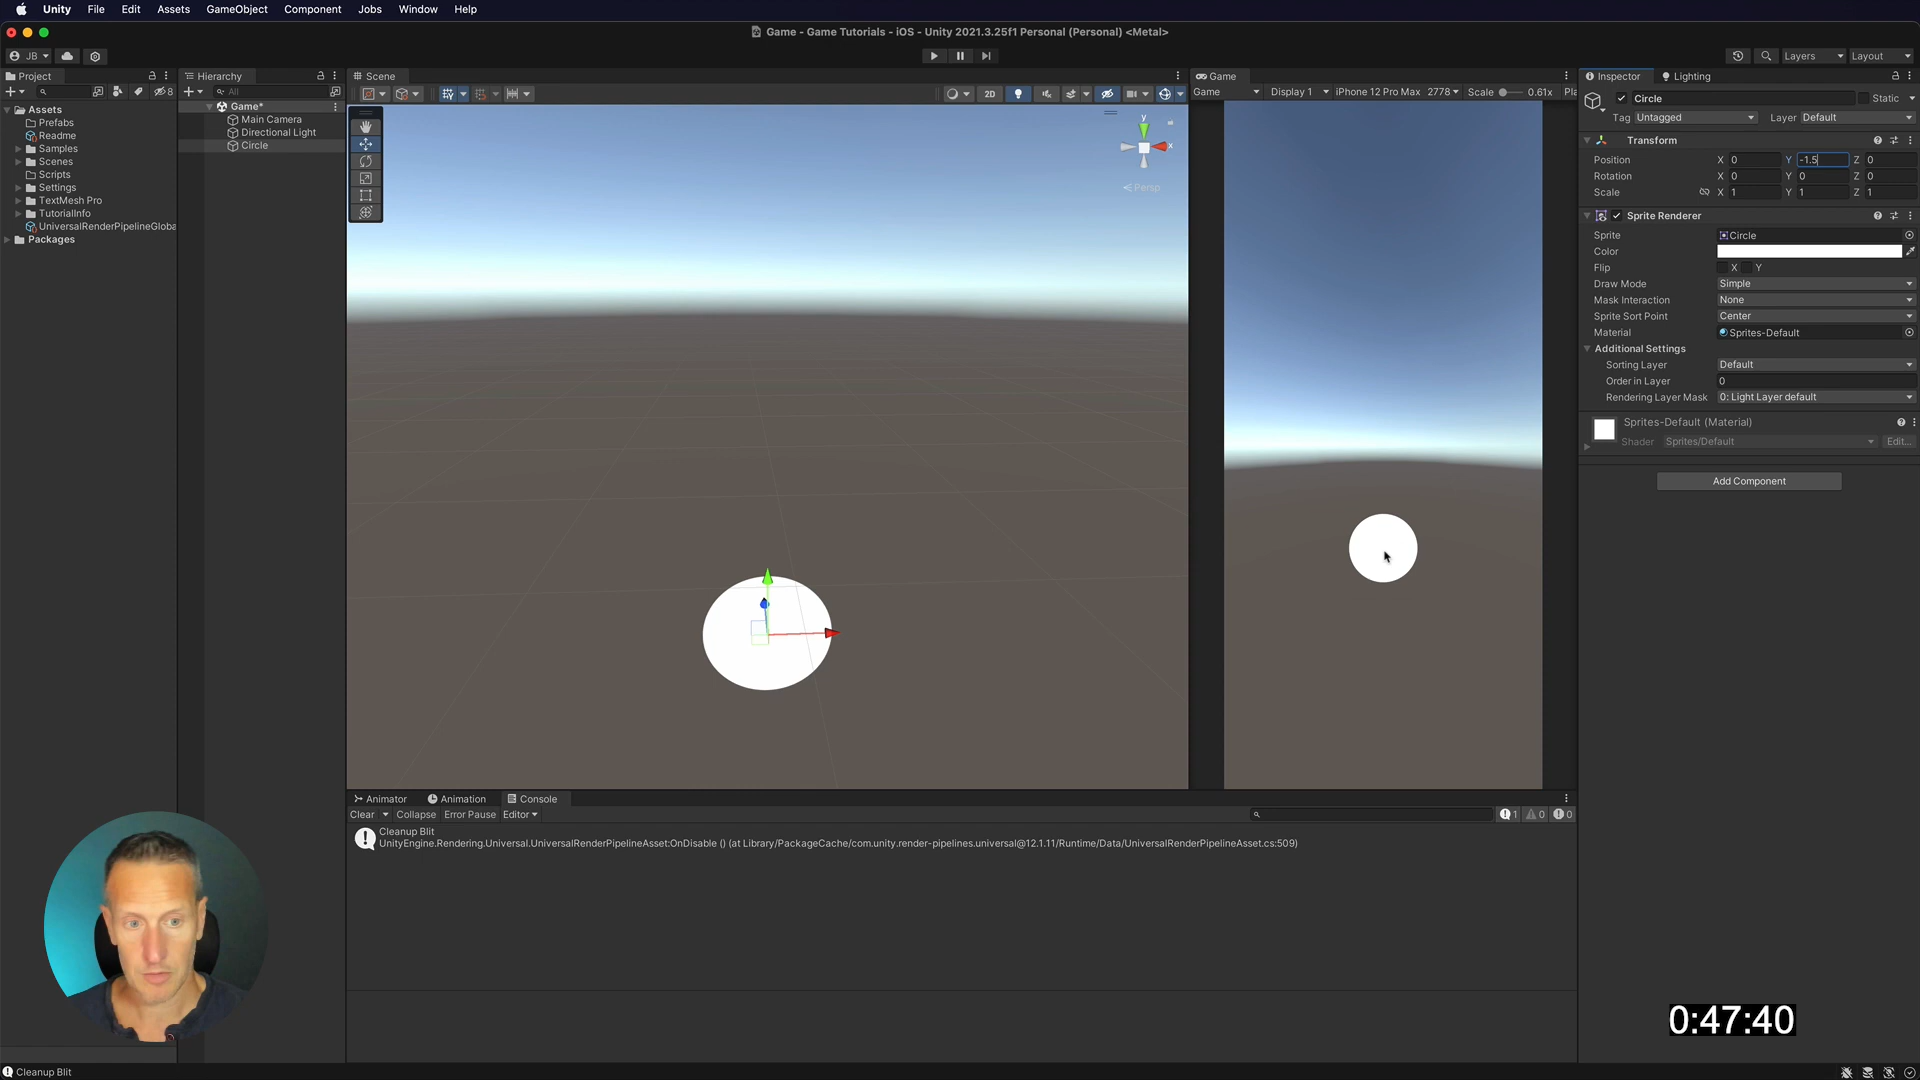 Unity File Edit Assets GameObject Component Jobs Window Help
Game - Game Tutorials - iOS - Unity 2021.3.25f1 Personal (Personal) <Metal>
JB
Layers
Layout
Project
Assets
Prefabs
Readme
Samples
Scenes
Scripts
Settings
TextMesh Pro
TutorialInfo
UniversalRenderPipelineGloba
Packages
8
Hierarchy
All
Game*
Main Camera
Directional Light
Circle
Scene
2D
y
x
Persp
Game
Game Display 1 iPhone 12 Pro Max 2778 Scale 0.61x Pla
Inspector Lighting
Circle Static
Tag Untagged Layer Default
Transform
Position X 0 Y -1.5 Z 0
Rotation X 0 Y 0 Z 0
Scale X 1 Y 1 Z 1
Sprite Renderer
Sprite Circle
Color
Flip X Y
Draw Mode Simple
Mask Interaction None
Sprite Sort Point Center
Material Sprites-Default
Additional Settings
Sorting Layer Default
Order in Layer 0
Rendering Layer Mask 0: Light Layer default
Sprites-Default (Material)
Shader Sprites/Default Edit...
Add Component
Animator Animation Console
Clear Collapse Error Pause Editor
1 0 0
Cleanup Blit
UnityEngine.Rendering.Universal.UniversalRenderPipelineAsset:OnDisable () (at Library/PackageCache/com.unity.render-pipelines.universal@12.1.11/Runtime/Data/UniversalRenderPipelineAsset.cs:509)
0:47:40
Cleanup Blit